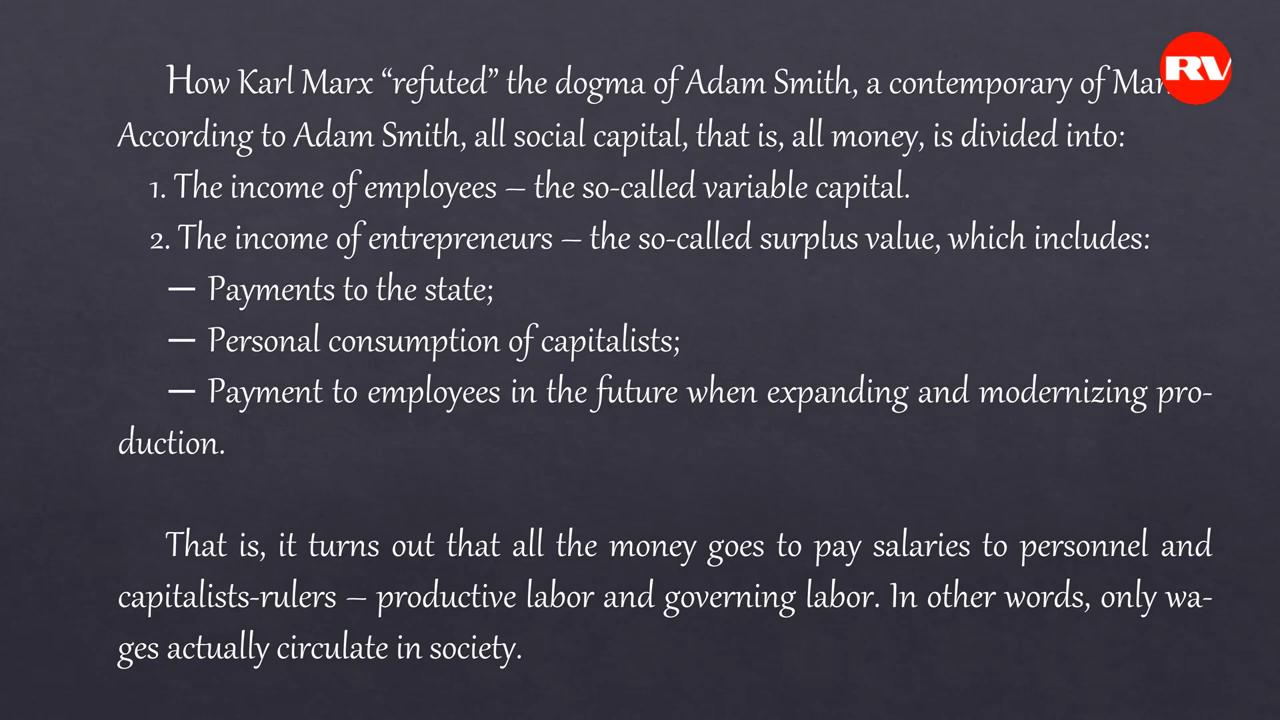 How Karl Marx “refuted” the dogma of Adam Smith, a contemporary of
RV
According to Adam Smith, all social capital, that is, all money, is divided into:
1. The income of employees – the so-called variable capital.
2. The income of entrepreneurs – the so-called surplus value, which includes:
— Payments to the state;
— Personal consumption of capitalists;
— Payment to employees in the future when expanding and modernizing pro-
duction.
That is, it turns out that all the money goes to pay salaries to personnel and
capitalists-rulers – productive labor and governing labor. In other words, only wa-
ges actually circulate in society.